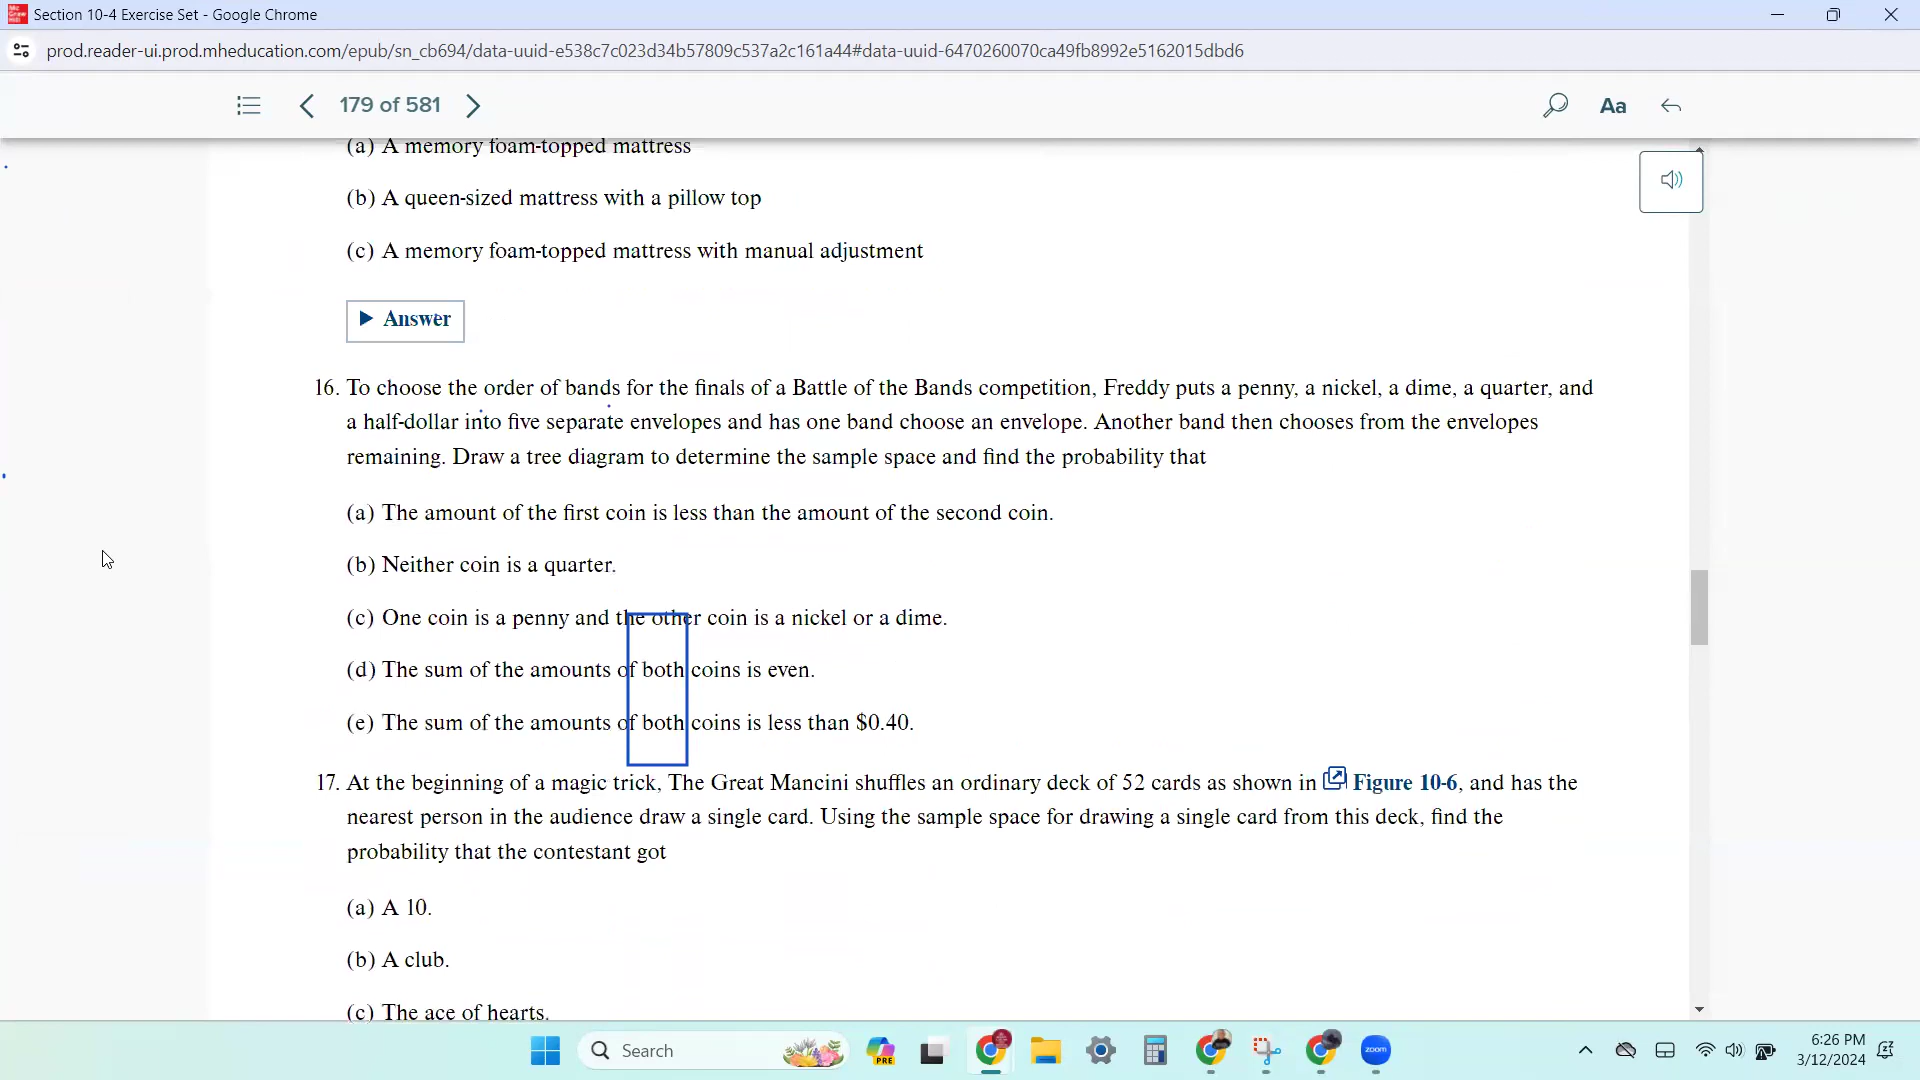 Section 10-4 Exercise Set - Google Chrome
prod.reader-ui.prod.mheducation.com/epub/sn_cb694/data-uuid-e538c7c023d34b57809c537a2c161a44#data-uuid-6470260070ca49fb8992e5162015dbd6
179 of 581
Aa
(a) A memory foam-topped mattress
(b) A queen-sized mattress with a pillow top
(c) A memory foam-topped mattress with manual adjustment
Answer
16. To choose the order of bands for the finals of a Battle of the Bands competition, Freddy puts a penny, a nickel, a dime, a quarter, and
a half-dollar into five separate envelopes and has one band choose an envelope. Another band then chooses from the envelopes
remaining. Draw a tree diagram to determine the sample space and find the probability that
(a) The amount of the first coin is less than the amount of the second coin.
(b) Neither coin is a quarter.
(c) One coin is a penny and the other coin is a nickel or a dime.
(d) The sum of the amounts of both coins is even.
(e) The sum of the amounts of both coins is less than $0.40.
17. At the beginning of a magic trick, The Great Mancini shuffles an ordinary deck of 52 cards as shown in Figure 10-6, and has the
nearest person in the audience draw a single card. Using the sample space for drawing a single card from this deck, find the
probability that the contestant got
(a) A 10.
(b) A club.
(c) The ace of hearts.
Search
PRE
zoom
6:26 PM
3/12/2024